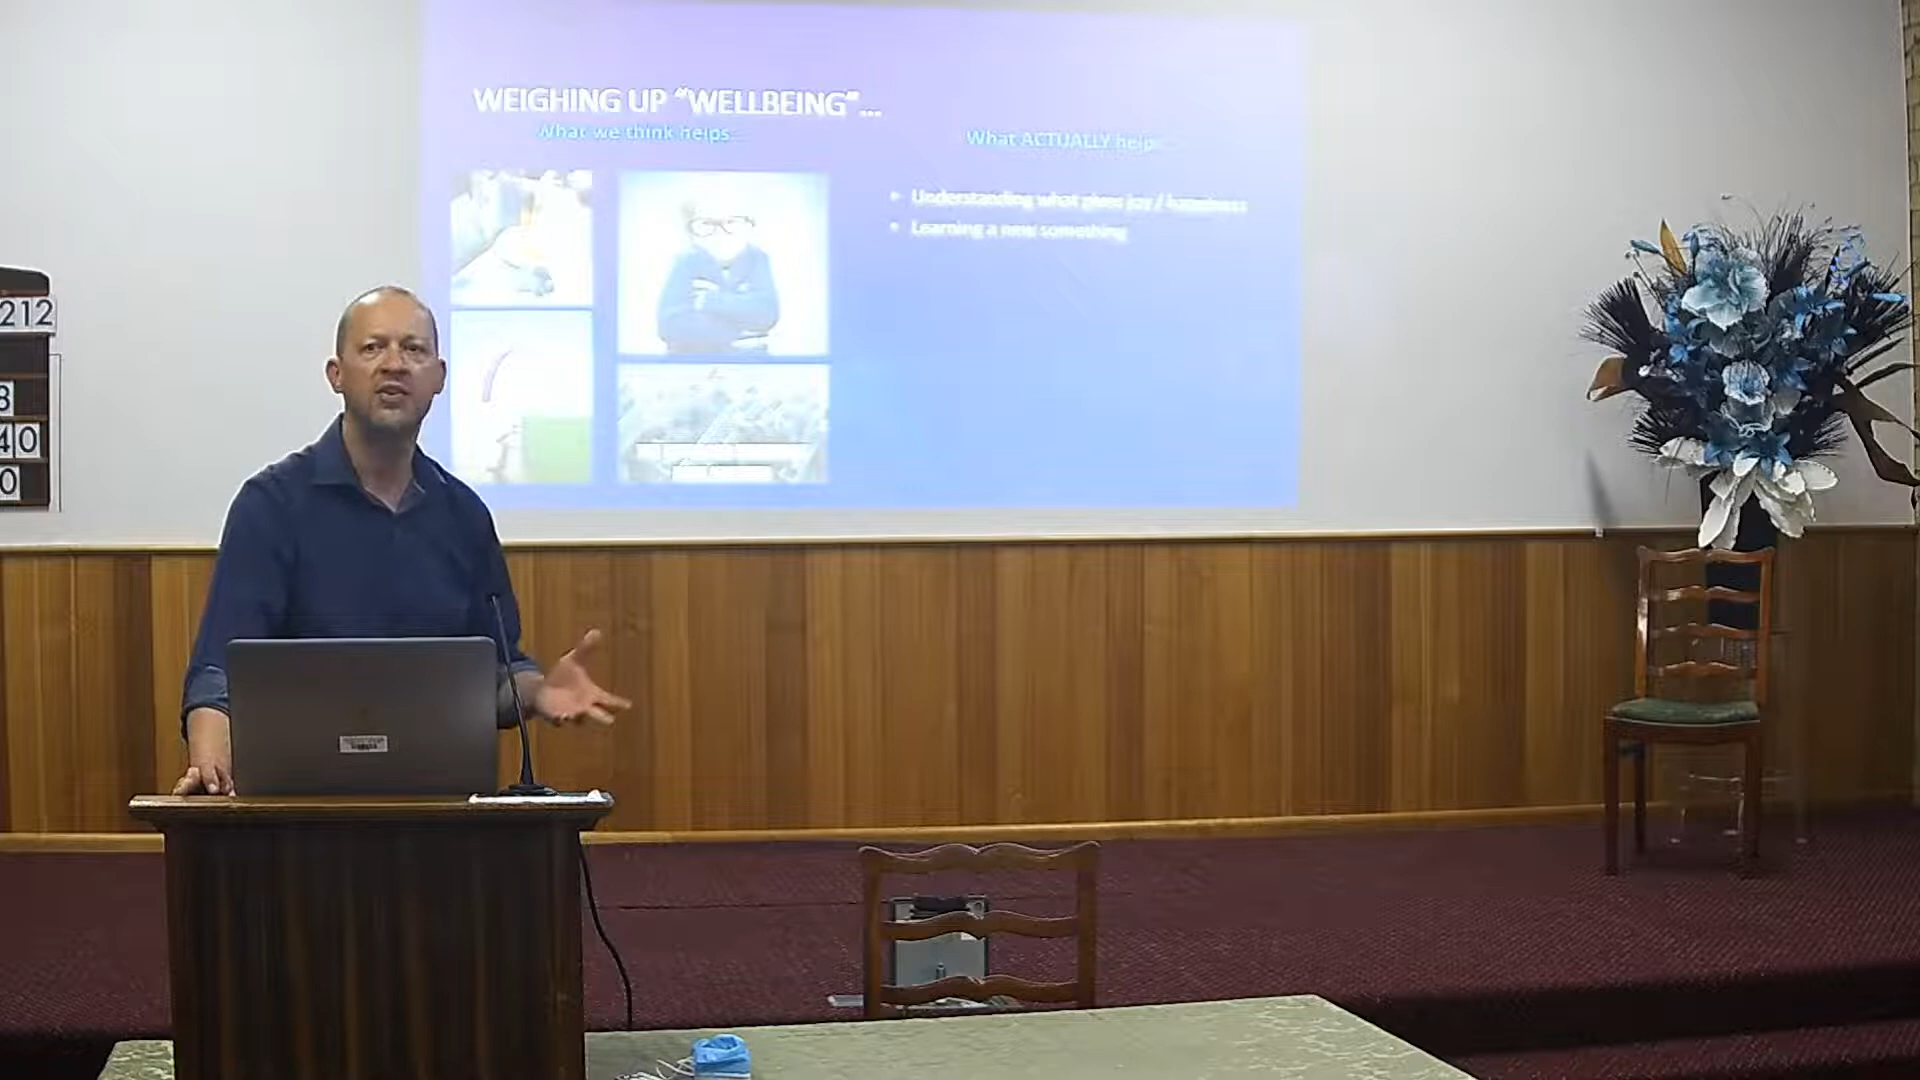 WEIGHING UP “WELLBEING”...
What we think helps...
What ACTUALLY helps...
• Understanding what gives joy / happiness
• Learning a new something
212
8
40
0